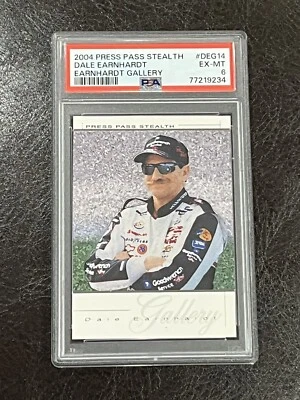 2004 PRESS PASS STEALTH #DEG14
DALE EARNHARDT EX-MT
EARNHARDT GALLERY PSA 6
77219234
PRESS PASS STEALTH
Goodwrench
Gallery
Dale Earnhardt